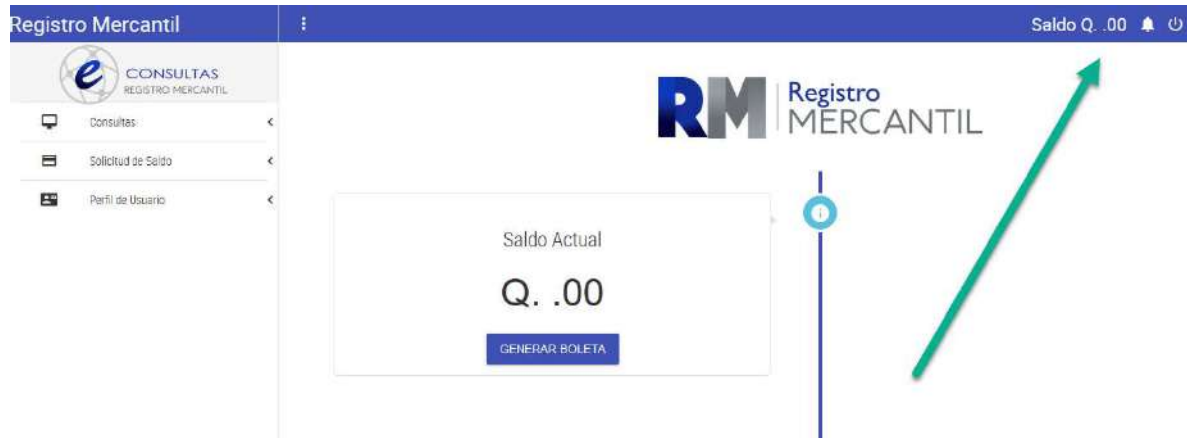 Registro Mercantil
Saldo Q. .00
e CONSULTAS
REGISTRO MERCANTIL
Consultas
Solicitud de Saldo
Perfil de Usuario
RM Registro
MERCANTIL
Saldo Actual
Q. .00
GENERAR BOLETA